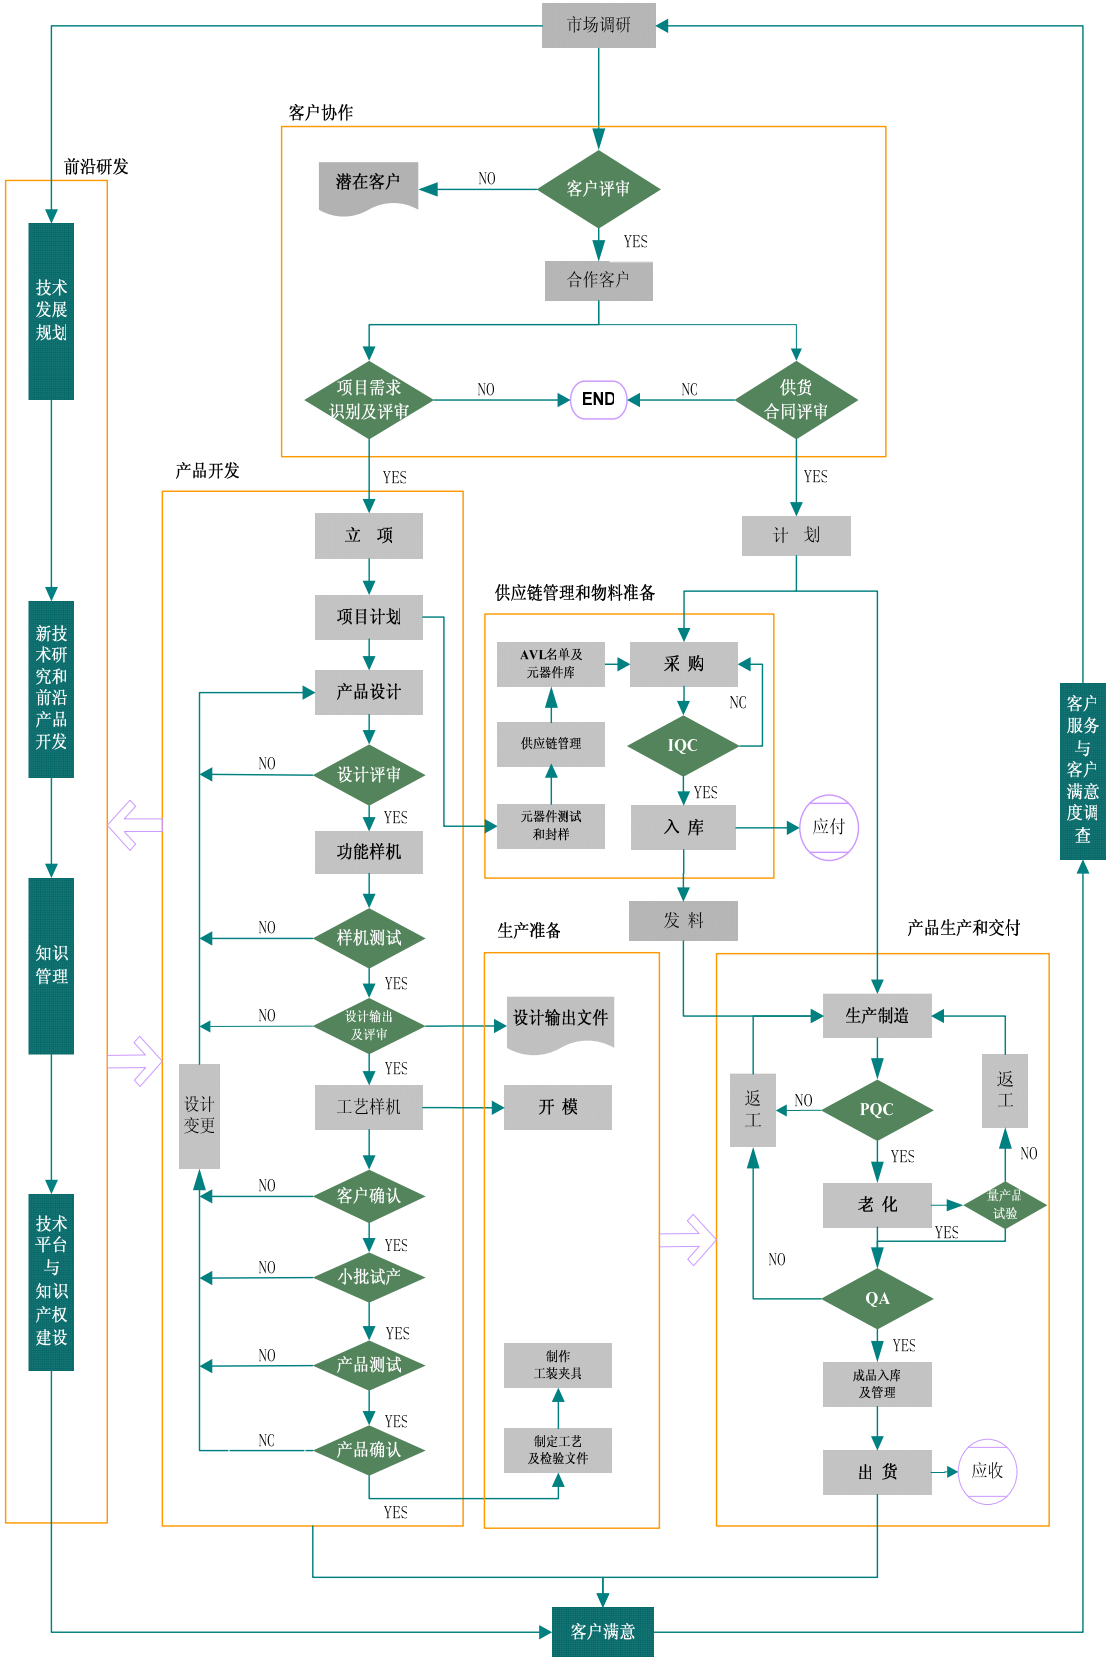 市场调研
客户协作
前沿研发
潜在客户
NO
客户评审
YES
合作客户
技术
发展
规划
项目需求
识别及评审
NO
END
NC
供货
合同评审
YES
YES
产品开发
立 项
计 划
项目计划
供应链管理和物料准备
新技
术研
究和
前沿
产品
开发
AVL名单及
元器件库
采 购
产品设计
NC
供应链管理
IQC
NO
设计评审
YES
YES
元器件测试
和封样
入 库
应付
功能样机
发 料
NO
样机测试
YES
生产准备
产品生产和交付
知识
管理
NO
设计输出
及评审
设计输出文件
生产制造
YES
设计
变更
工艺样机
开 模
返
工
NO
PQC
返
工
YES
NO
NO
客户确认
老 化
量产品
试验
YES
YES
技术
平台
与
知识
产权
建设
NO
小批试产
NO
QA
YES
YES
NO
产品测试
制作
工装夹具
成品入库
及管理
YES
NC
产品确认
制定工艺
及检验文件
出 货
应收
YES
客户
服务
与
客户
满意
度调
查
客户满意